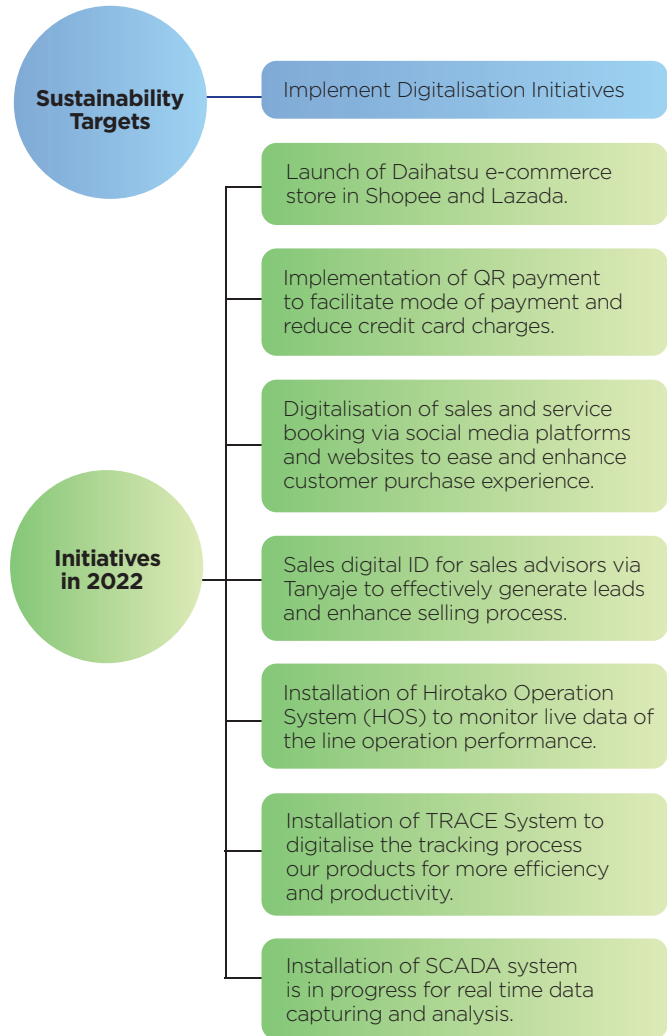 Sustainability
Targets
Implement Digitalisation Initiatives
Initiatives
in 2022
Launch of Daihatsu e-commerce
store in Shopee and Lazada.
Implementation of QR payment
to facilitate mode of payment and
reduce credit card charges.
Digitalisation of sales and service
booking via social media platforms
and websites to ease and enhance
customer purchase experience.
Sales digital ID for sales advisors via
Tanyaje to effectively generate leads
and enhance selling process.
Installation of Hirotako Operation
System (HOS) to monitor live data of
the line operation performance.
Installation of TRACE System to
digitalise the tracking process
our products for more efficiency
and productivity.
Installation of SCADA system
is in progress for real time data
capturing and analysis.